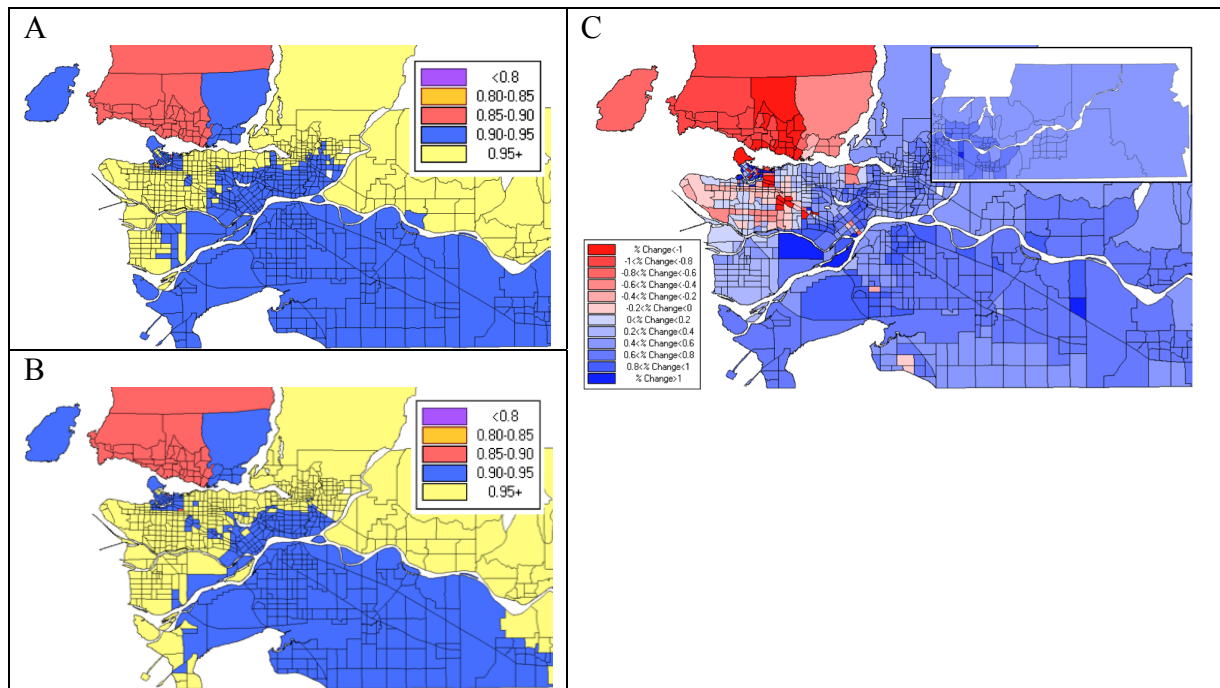 A
<0.8
0.80-0.85
0.85-0.90
0.90-0.95
0.95+
B
<0.8
0.80-0.85
0.85-0.90
0.90-0.95
0.95+
C
% Change<-1
-1<% Change<-0.8
-0.8<% Change<-0.6
-0.6<% Change<-0.4
-0.4<% Change<-0.2
-0.2<% Change<0
0<% Change<0.2
0.2<% Change<0.4
0.4<% Change<0.6
0.6<% Change<0.8
0.8<% Change<1
% Change>1